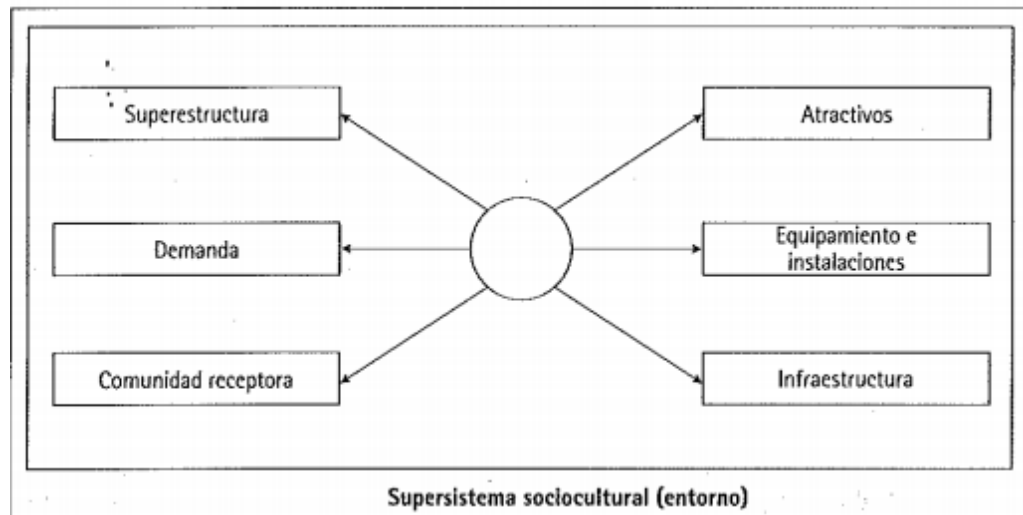 Superestructura
Atractivos
Demanda
Equipamiento e
instalaciones
Comunidad receptora
Infraestructura
Supersistema sociocultural (entorno)